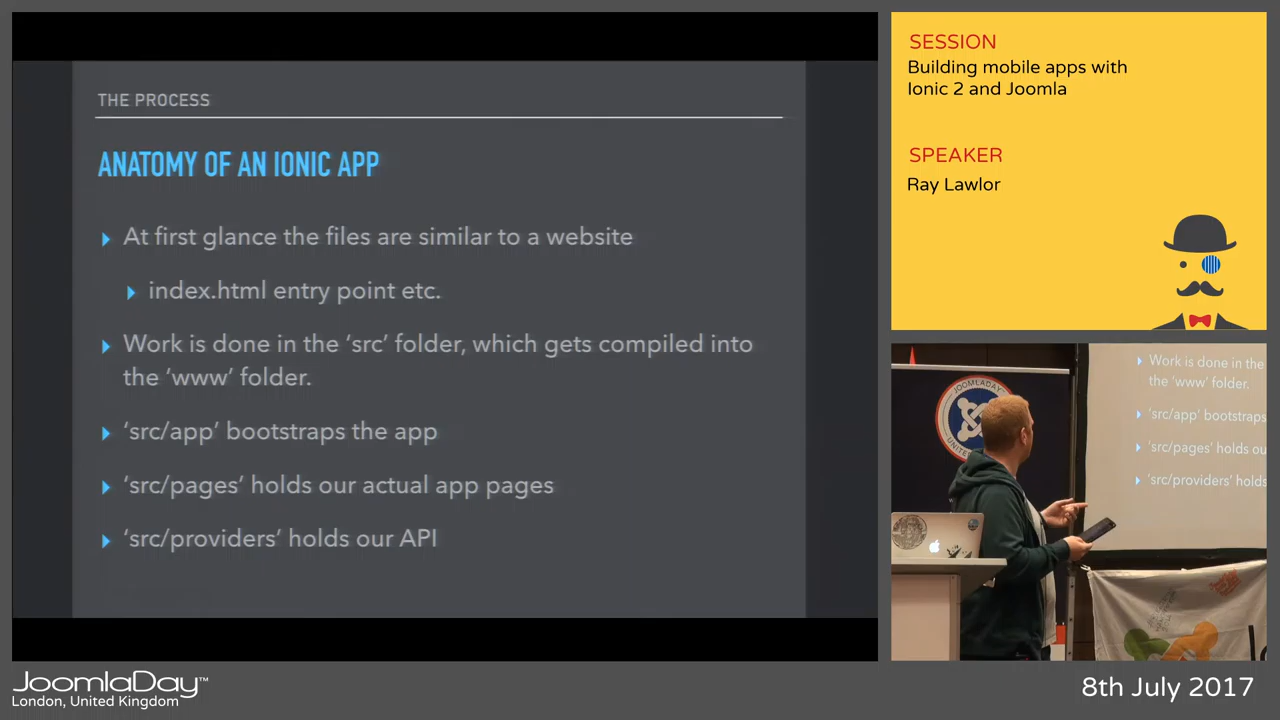 THE PROCESS
ANATOMY OF AN IONIC APP
At first glance the files are similar to a website
index.html entry point etc.
Work is done in the ‘src’ folder, which gets compiled into
the ‘www’ folder.
‘src/app’ bootstraps the app
‘src/pages’ holds our actual app pages
‘src/providers’ holds our API
SESSION
Building mobile apps with
Ionic 2 and Joomla
SPEAKER
Ray Lawlor
JOOMLADAY
Work is done in the
the ‘www’ folder.
‘src/app’ bootstraps
‘src/pages’ holds ou
‘src/providers’ holds
JoomlaDay™
London, United Kingdom
8th July 2017